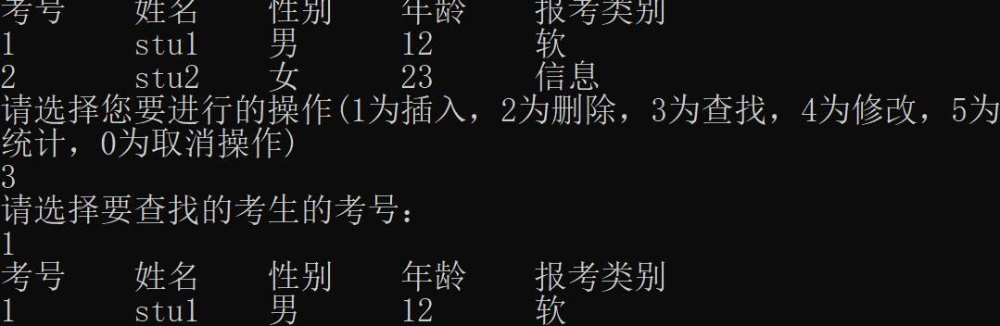 考号 姓名 性别 年龄 报考类别
1 stu1 男 12 软
2 stu2 女 23 信息
请选择您要进行的操作(1为插入，2为删除，3为查找，4为修改，5为
统计，0为取消操作)
3
请选择要查找的考生的考号：
1
考号 姓名 性别 年龄 报考类别
1 stu1 男 12 软